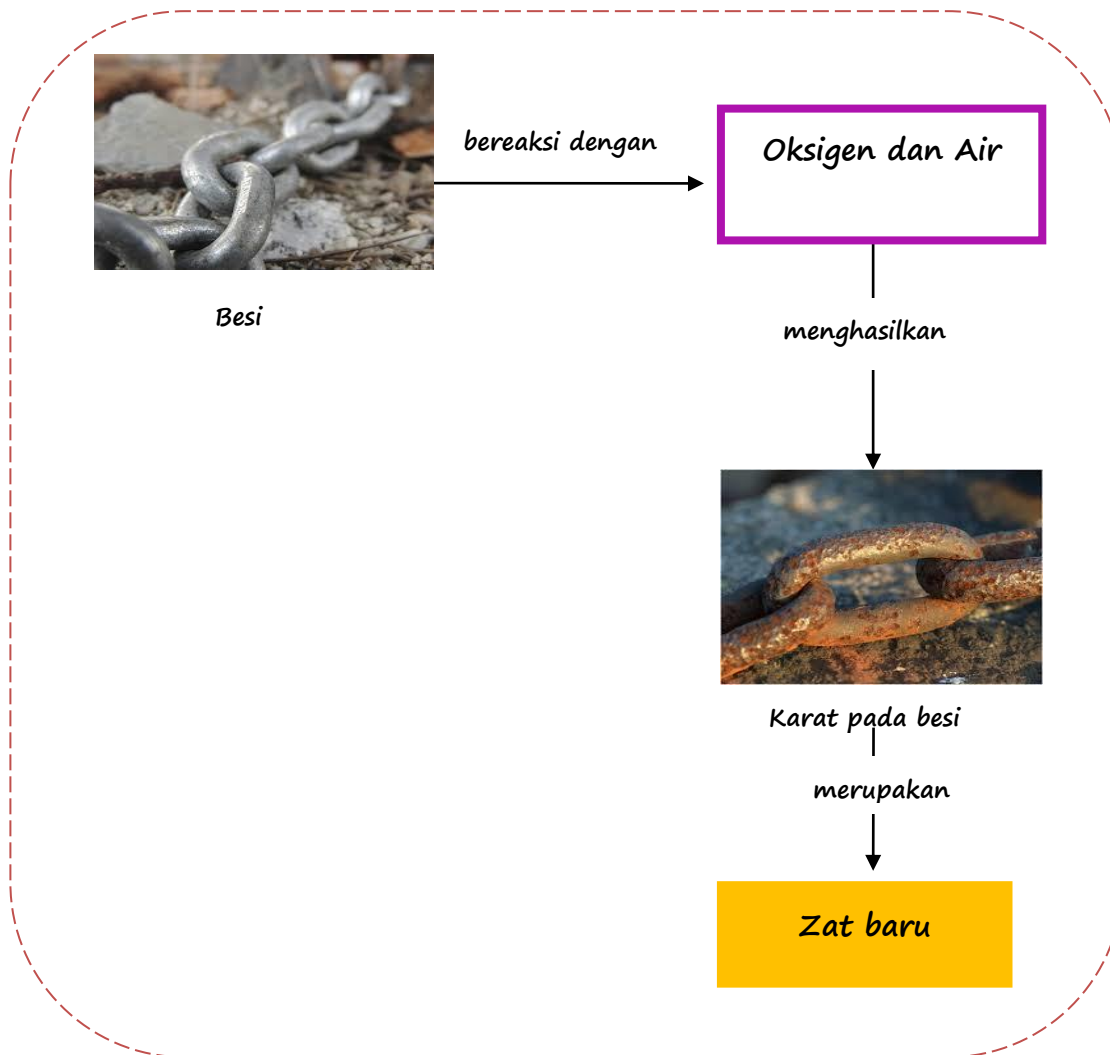 bereaksi dengan
Oksigen dan Air
Besi
menghasilkan
Karat pada besi
merupakan
Zat baru